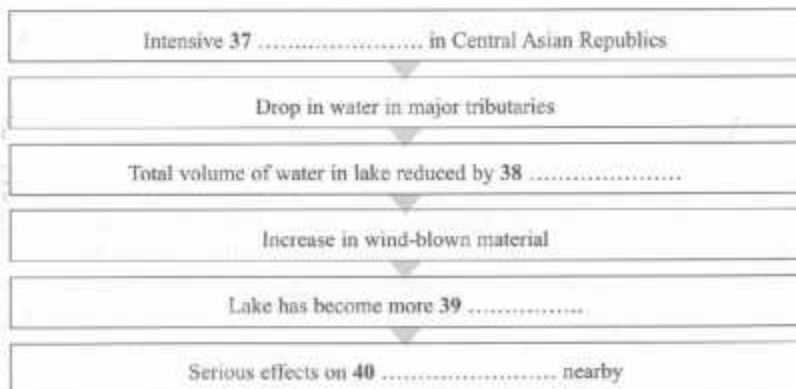 Intensive 37 ........................ in Central Asian Republics
Drop in water in major tributaries
Total volume of water in lake reduced by 38 ......................
Increase in wind-blown material
Lake has become more 39 ................
Serious effects on 40 ......................... nearby